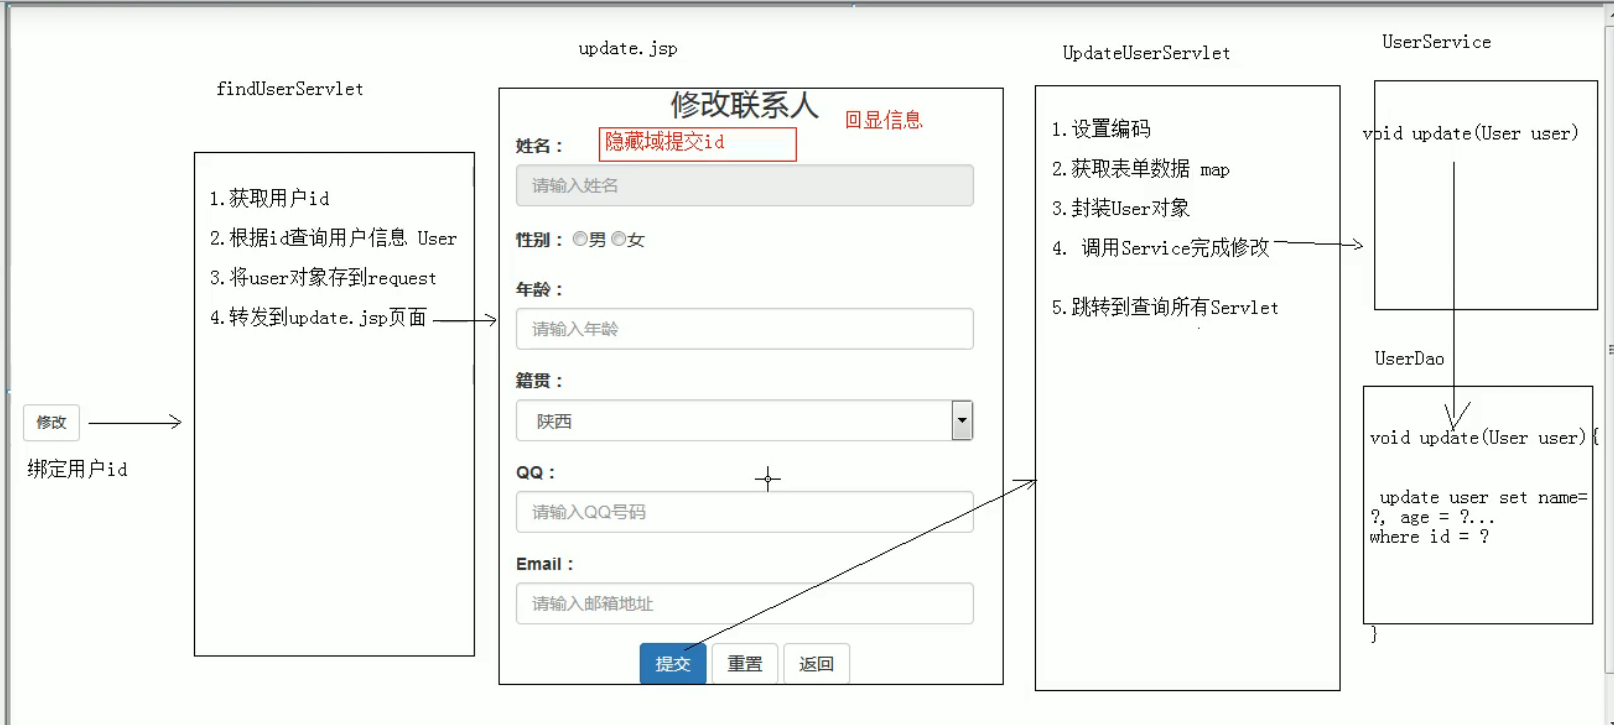 修改
绑定用户id
findUserServlet
1.获取用户id
2.根据id查询用户信息 User
3.将user对象存到request
4.转发到update.jsp页面
update.jsp
修改联系人
回显信息
隐藏域提交id
姓名：
请输入姓名
性别： 男 女
年龄：
请输入年龄
籍贯：
陕西
QQ：
请输入QQ号码
Email：
请输入邮箱地址
提交 重置 返回
UpdateUserServlet
1.设置编码
2.获取表单数据 map
3.封装User对象
4. 调用Service完成修改
5.跳转到查询所有Servlet
UserService
void update(User user)
UserDao
void update(User user){
update user set name=
?, age = ?...
where id = ?
}